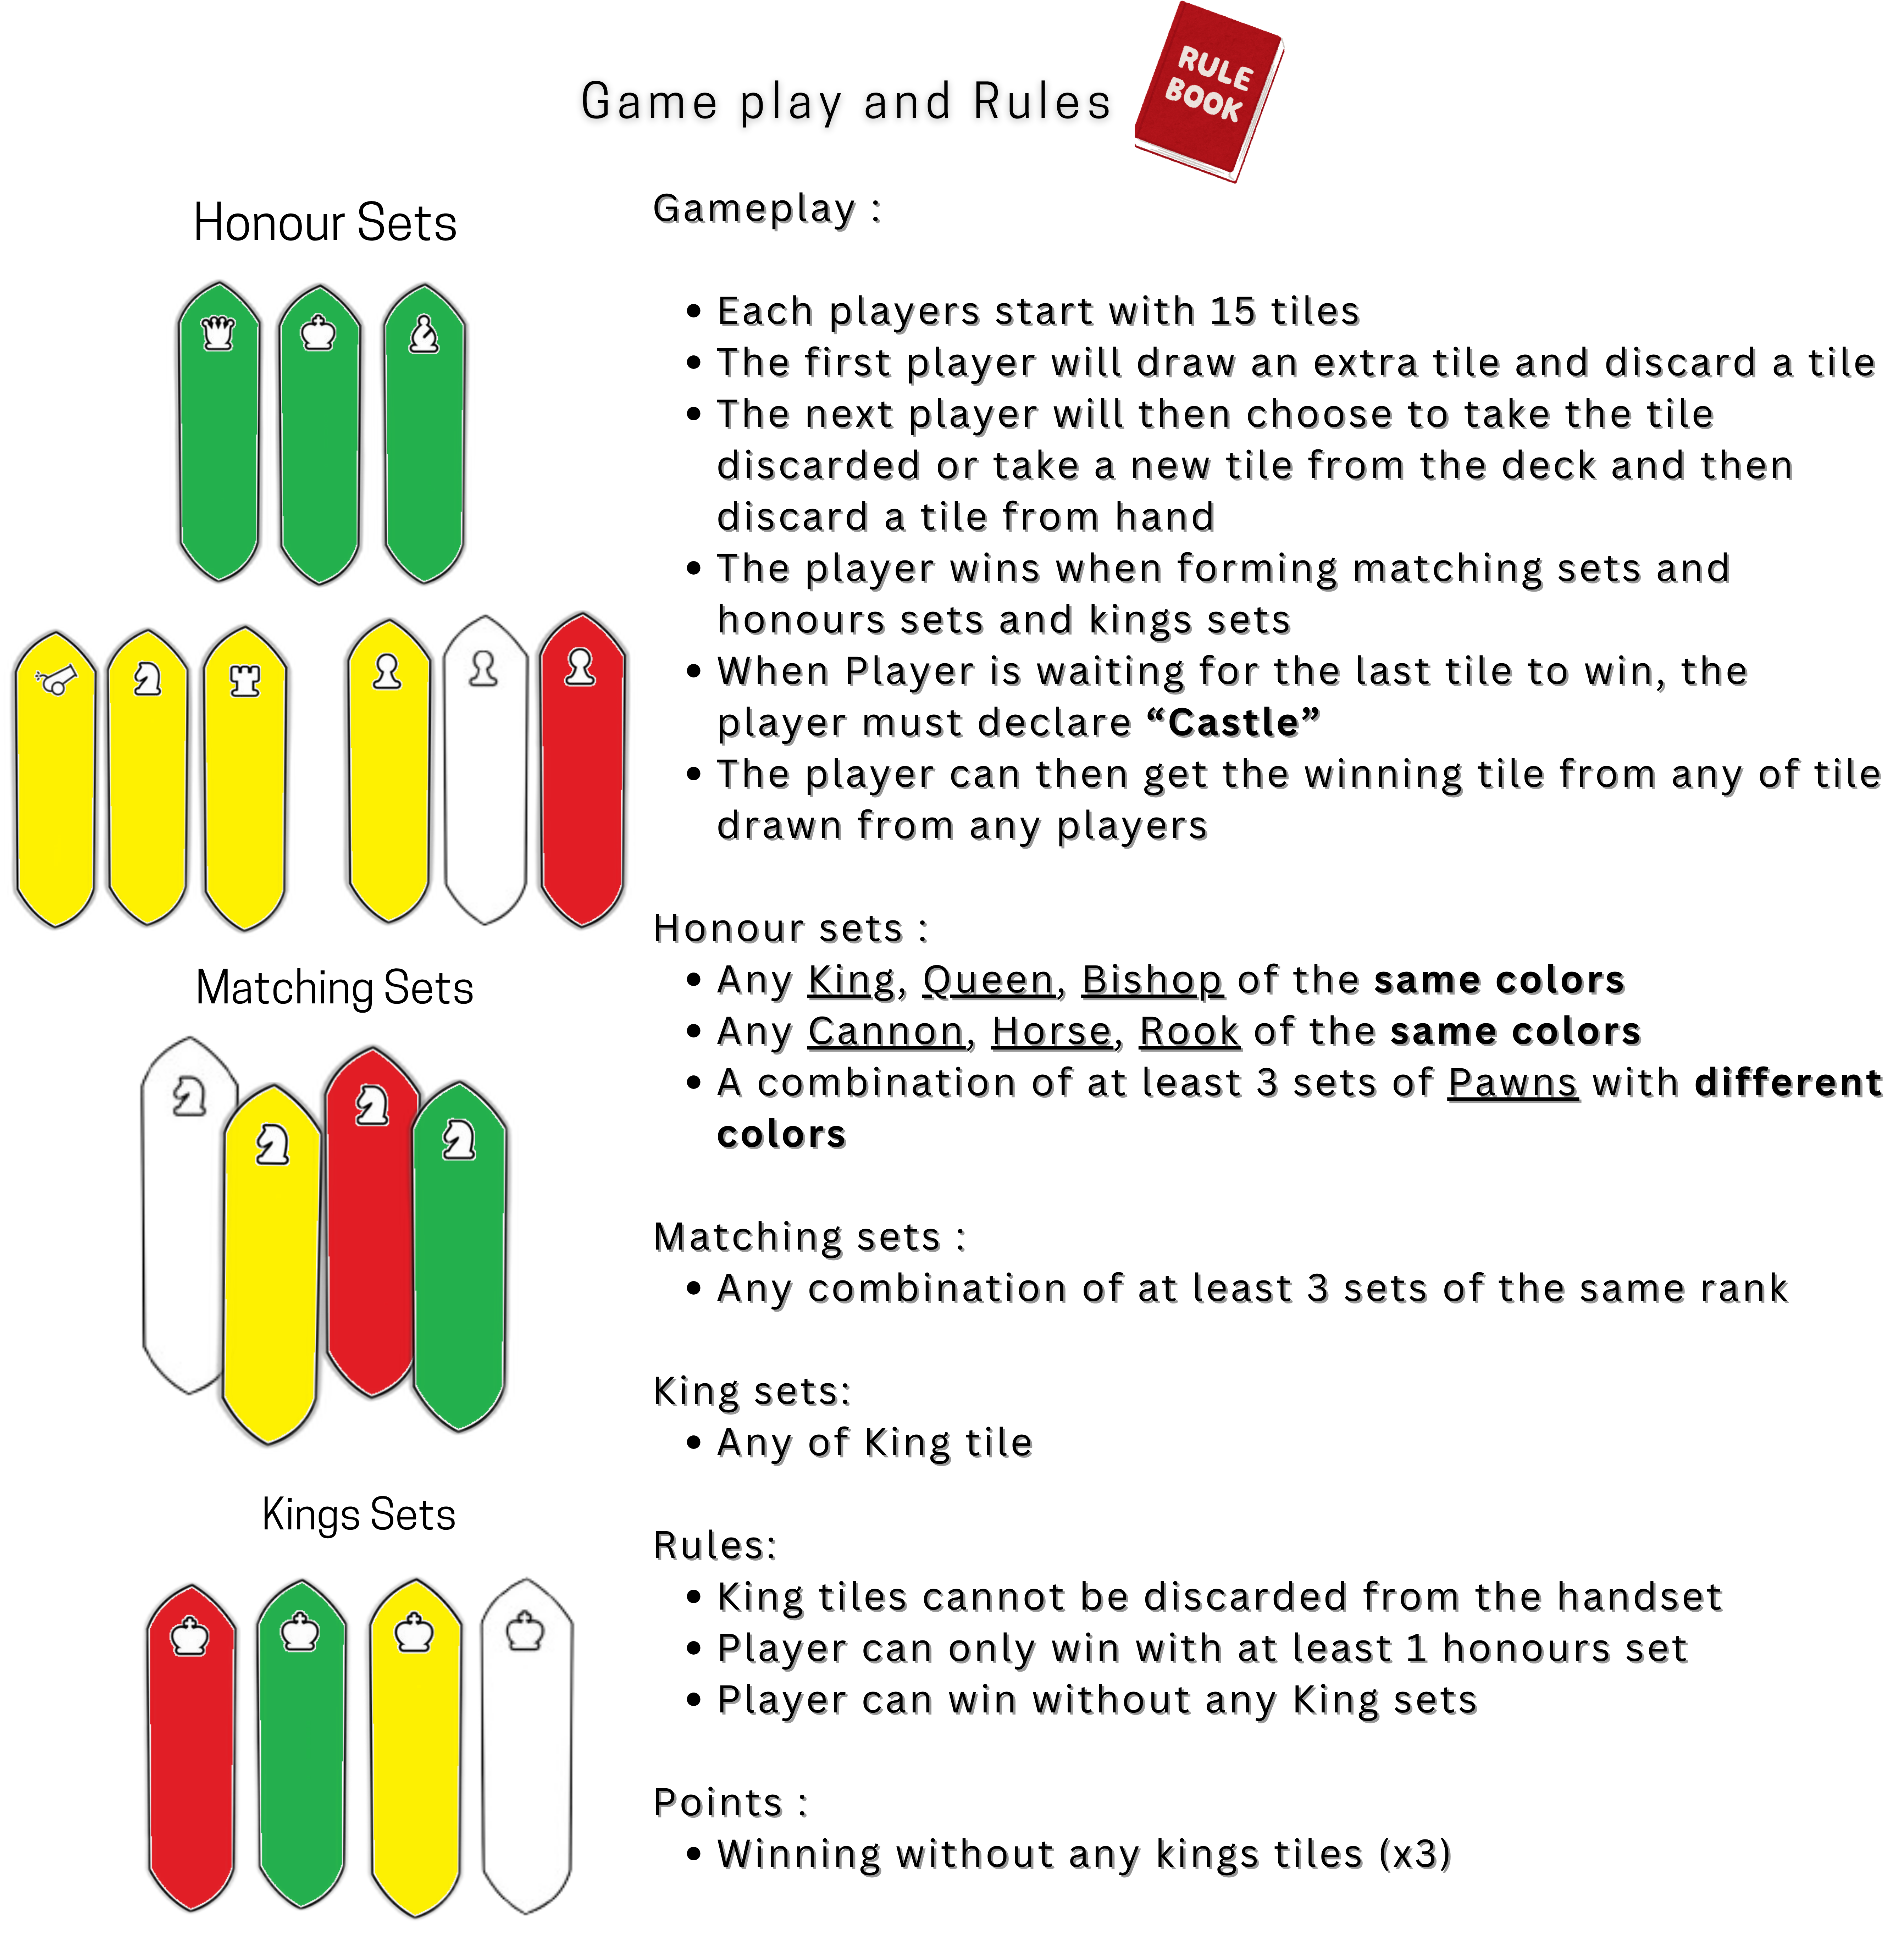 Game play and Rules
RULE
BOOK
Honour Sets
Matching Sets
Kings Sets
Gameplay :
• Each players start with 15 tiles
• The first player will draw an extra tile and discard a tile
• The next player will then choose to take the tile
discarded or take a new tile from the deck and then
discard a tile from hand
• The player wins when forming matching sets and
honours sets and kings sets
• When Player is waiting for the last tile to win, the
player must declare “Castle”
• The player can then get the winning tile from any of tile
drawn from any players
Honour sets :
• Any King, Queen, Bishop of the same colors
• Any Cannon, Horse, Rook of the same colors
• A combination of at least 3 sets of Pawns with different
colors
Matching sets :
• Any combination of at least 3 sets of the same rank
King sets:
• Any of King tile
Rules:
• King tiles cannot be discarded from the handset
• Player can only win with at least 1 honours set
• Player can win without any King sets
Points :
• Winning without any kings tiles (x3)